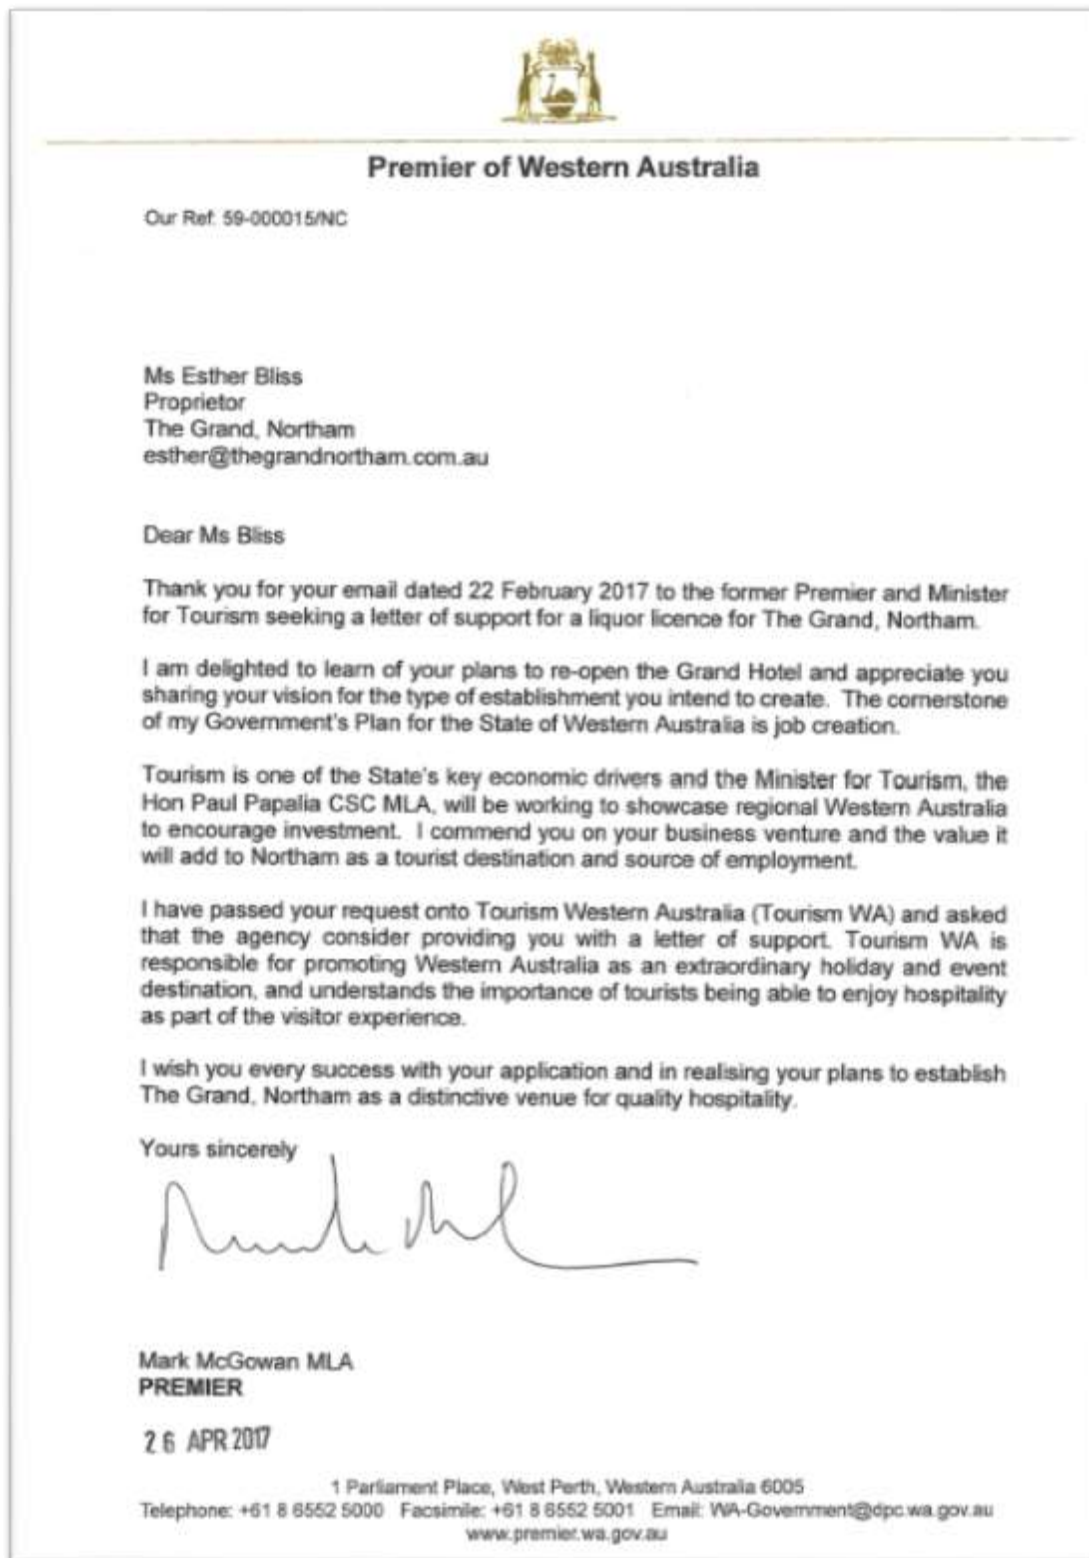 Premier of Western Australia
Our Ref: 59-000015/NC
Ms Esther Bliss
Proprietor
The Grand, Northam
esther@thegrandnortham.com.au
Dear Ms Bliss
Thank you for your email dated 22 February 2017 to the former Premier and Minister
for Tourism seeking a letter of support for a liquor licence for The Grand, Northam.
I am delighted to learn of your plans to re-open the Grand Hotel and appreciate you
sharing your vision for the type of establishment you intend to create. The cornerstone
of my Government's Plan for the State of Western Australia is job creation.
Tourism is one of the State's key economic drivers and the Minister for Tourism, the
Hon Paul Papalia CSC MLA, will be working to showcase regional Western Australia
to encourage investment. I commend you on your business venture and the value it
will add to Northam as a tourist destination and source of employment.
I have passed your request onto Tourism Western Australia (Tourism WA) and asked
that the agency consider providing you with a letter of support. Tourism WA is
responsible for promoting Western Australia as an extraordinary holiday and event
destination, and understands the importance of tourists being able to enjoy hospitality
as part of the visitor experience.
I wish you every success with your application and in realising your plans to establish
The Grand, Northam as a distinctive venue for quality hospitality.
Yours sincerely
Mark McGowan MLA
PREMIER
26 APR 2017
1 Parliament Place, West Perth, Western Australia 6005
Telephone: +61 8 6552 5000 Facsimile: +61 8 6552 5001 Email: WA-Government@dpc.wa.gov.au
www.premier.wa.gov.au